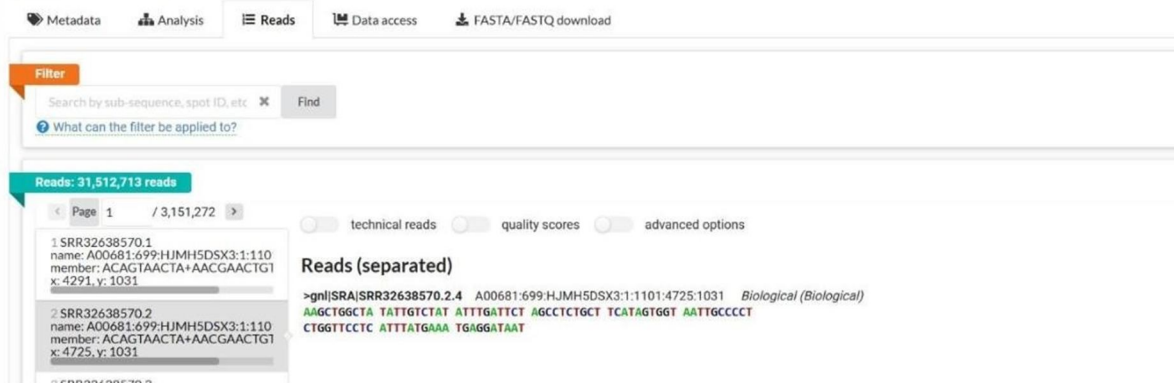 Metadata Analysis Reads Data access FASTA/FASTQ download
Filter
Search by sub-sequence, spot ID, etc Find
What can the filter be applied to?
Reads: 31,512,713 reads
Page 1 / 3,151,272
technical reads quality scores advanced options
1 SRR32638570.1
name: A00681:699:HJMH5DSX3:1:110
member: ACAGTAACTA+AACGAACTGT
x: 4291, y: 1031
2 SRR32638570.2
name: A00681:699:HJMH5DSX3:1:110
member: ACAGTAACTA+AACGAACTGT
x: 4725, y: 1031
Reads (separated)
>gnl|SRA|SRR32638570.2.4 A00681:699:HJMH5DSX3:1:1101:4725:1031 Biological (Biological)
AAGCTGGCTA TATTGTCTAT ATTTGATTCT AGCCTCTGCT TCATAGTGGT AATTGCCCCT
CTGGTTCCTC ATTTATGAAA TGAGGATAAT